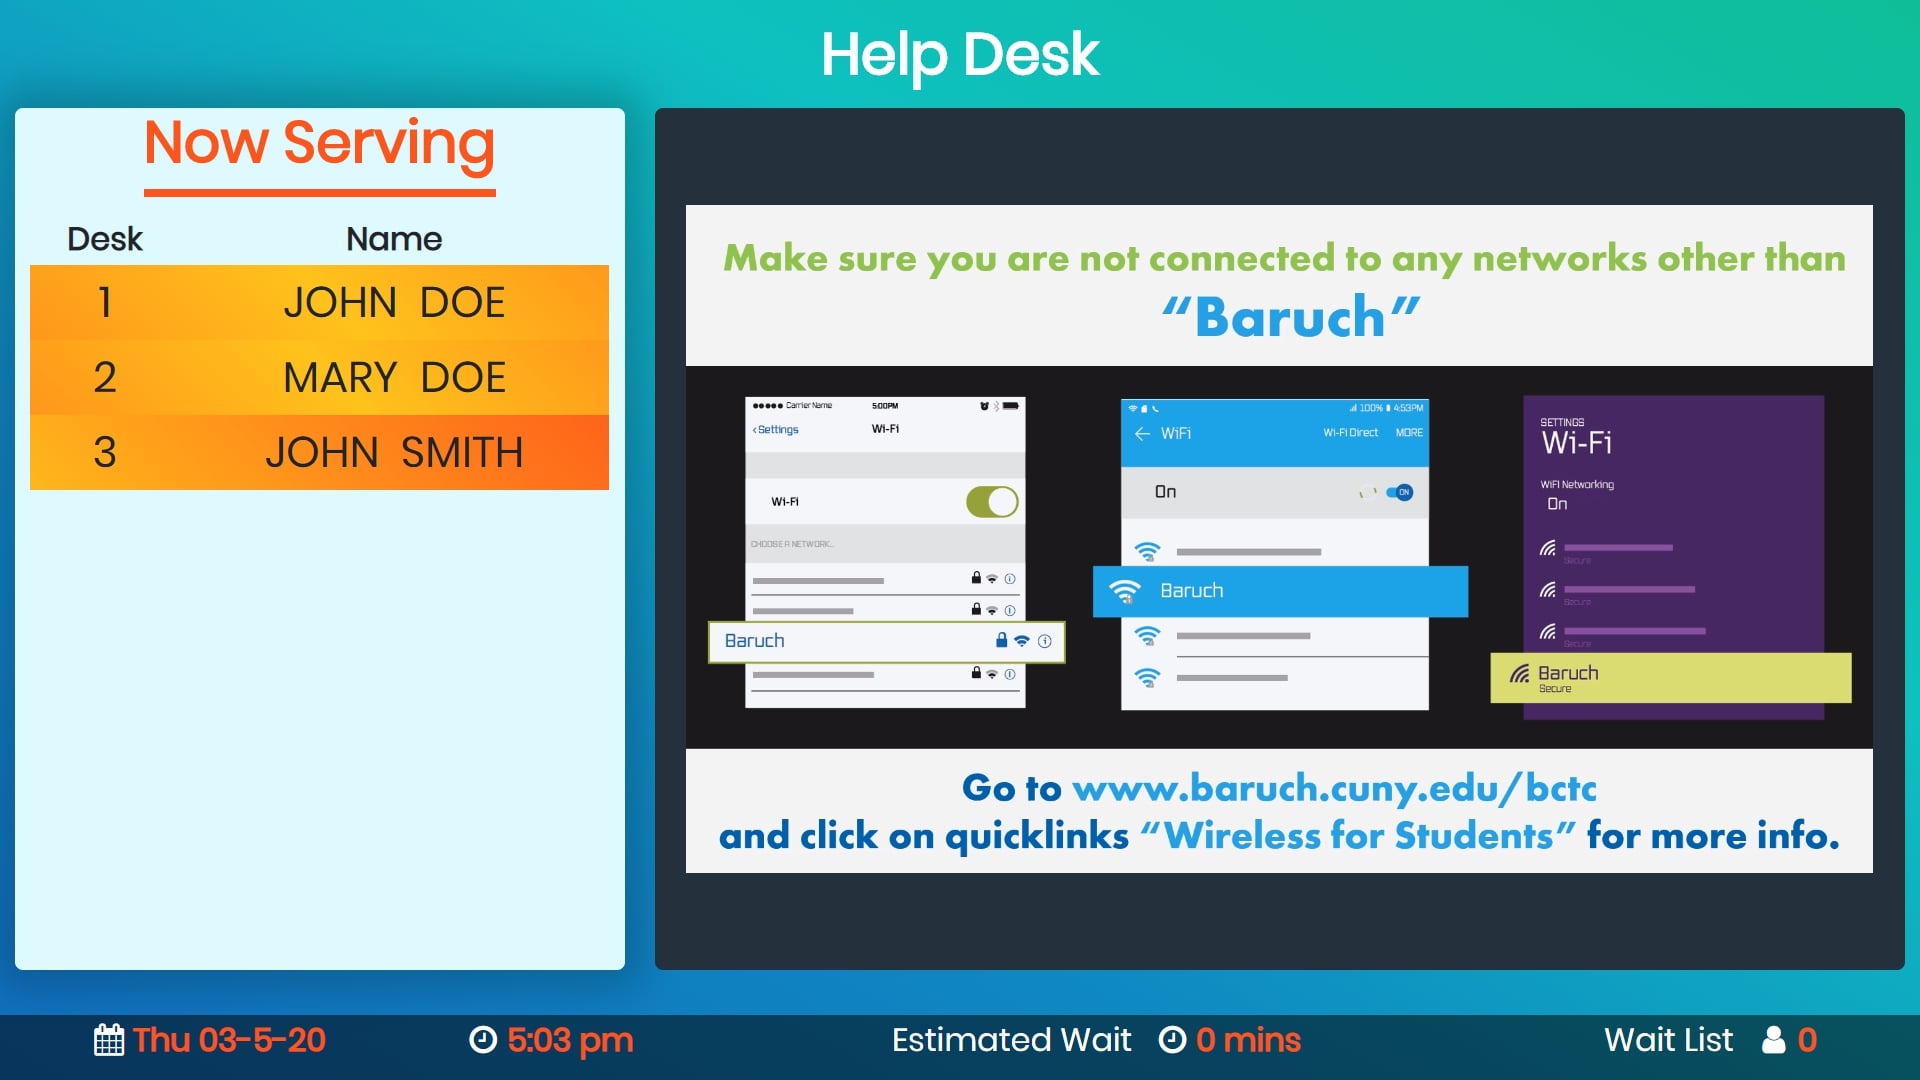 Help Desk
Now Serving
Desk Name
1 JOHN DOE
2 MARY DOE
3 JOHN SMITH
Make sure you are not connected to any networks other than
“Baruch”
CarrierName 5:00PM
Settings Wi-Fi
Wi-Fi
CHOOSE A NETWORK...
Baruch
100% 4:53PM
WiFi Wi-Fi Direct MORE
On ON
Baruch
SETTINGS
Wi-Fi
WiFi Networking
On
Secure
Secure
Secure
Baruch
Secure
Go to www.baruch.cuny.edu/bctc
and click on quicklinks “Wireless for Students” for more info.
Thu 03-5-20 5:03 pm Estimated Wait 0 mins Wait List 0